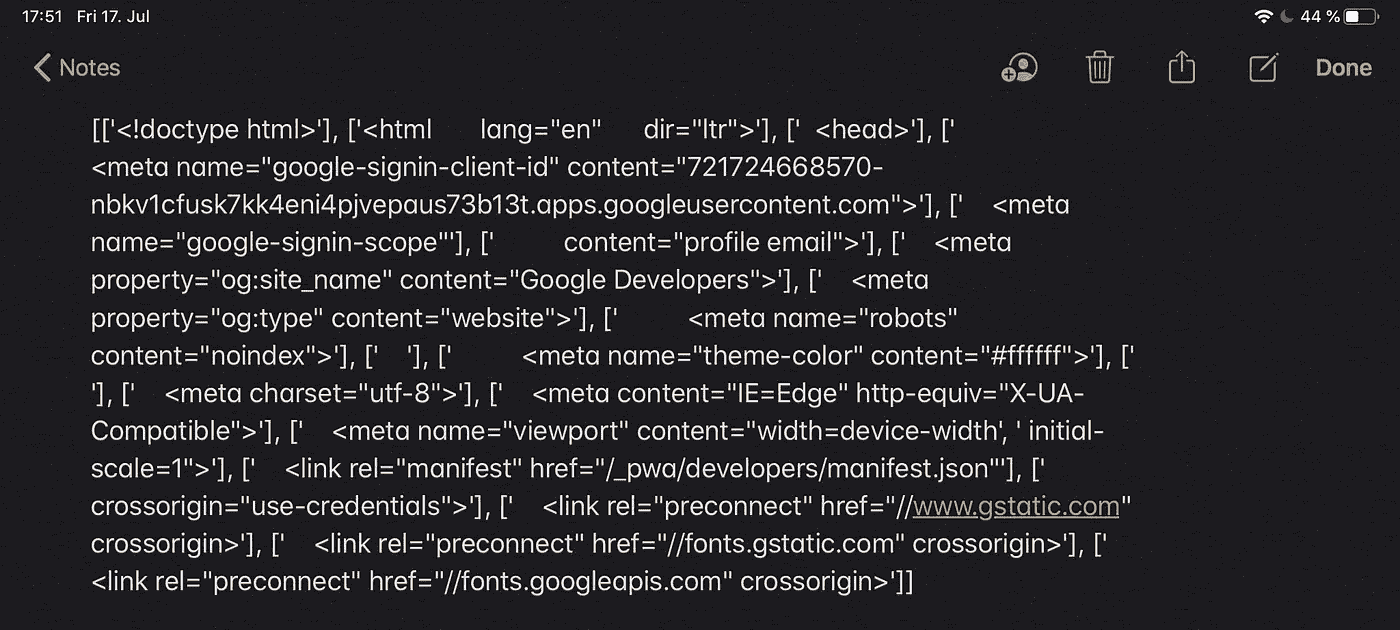 17:51 Fri 17. Jul 44 %
Notes Done
[['<!doctype html>'], ['<html      lang="en"      dir="ltr">'], ['  <head>'], ['
<meta name="google-signin-client-id" content="721724668570-
nbkv1cfusk7kk4eni4pjvepaus73b13t.apps.googleusercontent.com">'], ['    <meta
name="google-signin-scope"'], ['          content="profile email">'], ['    <meta
property="og:site_name" content="Google Developers">'], ['    <meta
property="og:type" content="website">'], ['          <meta name="robots"
content="noindex">'], ['    '], ['          <meta name="theme-color" content="#ffffff">'], ['
'], ['    <meta charset="utf-8">'], ['    <meta content="IE=Edge" http-equiv="X-UA-
Compatible">'], ['    <meta name="viewport" content="width=device-width', ' initial-
scale=1">'], ['    <link rel="manifest" href="/_pwa/developers/manifest.json"'], ['
crossorigin="use-credentials">'], ['    <link rel="preconnect" href="//www.gstatic.com"
crossorigin>'], ['    <link rel="preconnect" href="//fonts.gstatic.com" crossorigin>'], ['
<link rel="preconnect" href="//fonts.googleapis.com" crossorigin>']]